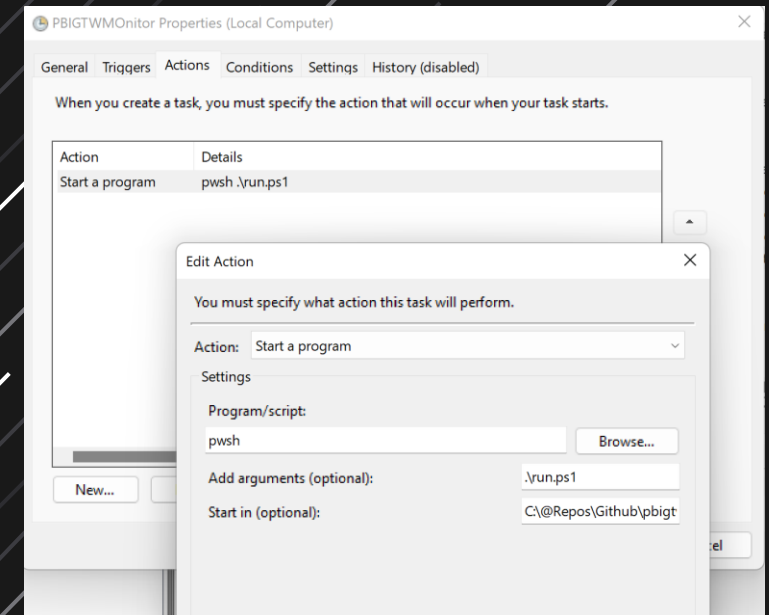 PBIGTWMOnitor Properties (Local Computer)
General Triggers Actions Conditions Settings History (disabled)
When you create a task, you must specify the action that will occur when your task starts.
Action Details
Start a program pwsh .\run.ps1
Edit Action
You must specify what action this task will perform.
Action: Start a program
Settings
Program/script:
pwsh Browse...
Add arguments (optional): .\run.ps1
Start in (optional): C:\@Repos\Github\pbigt
New...